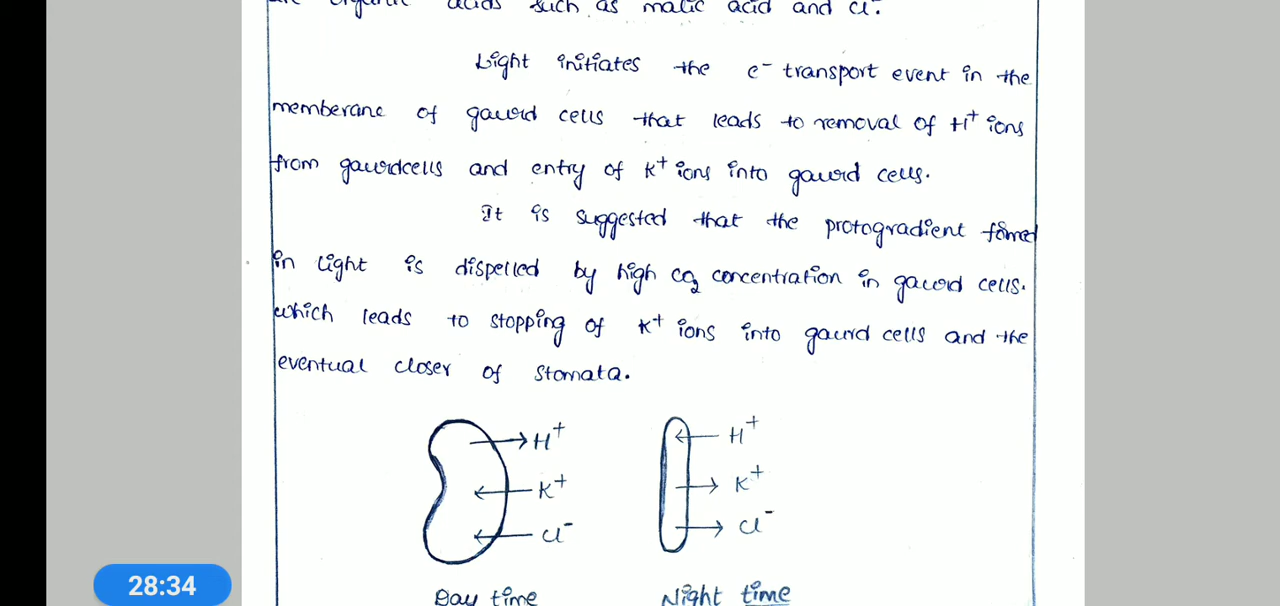 are organic acids such as malic acid and Cl⁻.
Light initiates the e⁻ transport event in the
memberane of gaurd cells that leads to removal of H⁺ ions
from gaurdcells and entry of K⁺ ions into gaurd cells.
It is suggested that the protogradient fomed
in light is dispelled by high CO₂ concentration in gaurd cells.
which leads to stopping of K⁺ ions into gaurd cells and the
eventual closer of stomata.
H⁺ H⁺
K⁺ K⁺
Cl⁻ Cl⁻
28:34
Day time Night time